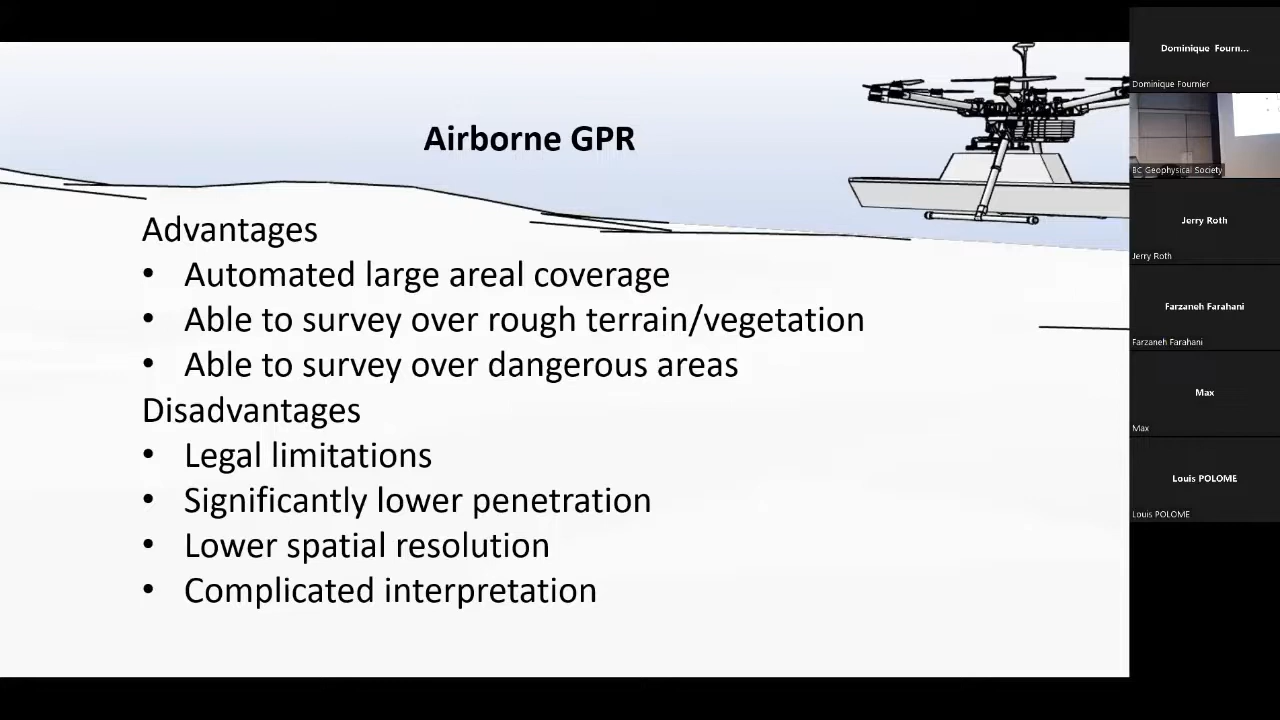 Airborne GPR
Advantages
• Automated large areal coverage
• Able to survey over rough terrain/vegetation
• Able to survey over dangerous areas
Disadvantages
• Legal limitations
• Significantly lower penetration
• Lower spatial resolution
• Complicated interpretation
Dominique Fourn...
Dominique Fournier
BC Geophysical Society
Jerry Roth
Jerry Roth
Farzaneh Farahani
Farzaneh Farahani
Max
Max
Louis POLOME
Louis POLOME